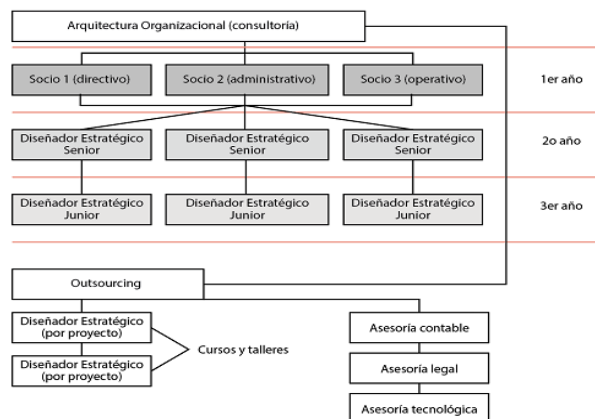 Arquitectura Organizacional (consultoría)
Socio 1 (directivo)
Socio 2 (administrativo)
Socio 3 (operativo)
1er año
Diseñador Estratégico
Senior
Diseñador Estratégico
Senior
Diseñador Estratégico
Senior
2o año
Diseñador Estratégico
Junior
Diseñador Estratégico
Junior
Diseñador Estratégico
Junior
3er año
Outsourcing
Diseñador Estratégico
(por proyecto)
Diseñador Estratégico
(por proyecto)
Cursos y talleres
Asesoría contable
Asesoría legal
Asesoría tecnológica